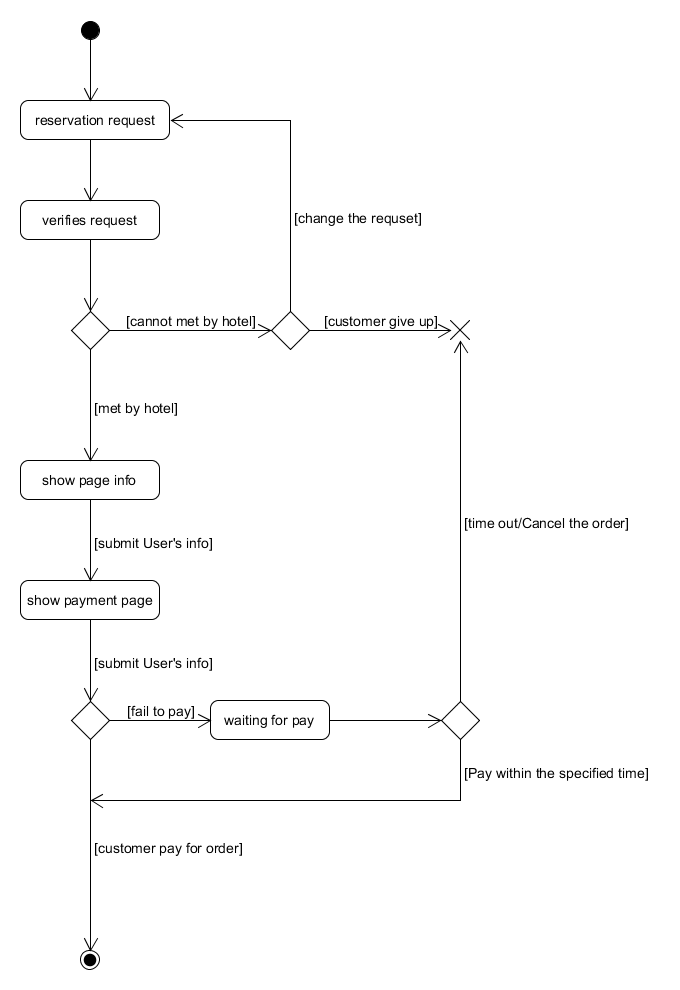 reservation request
verifies request
[change the requset]
[cannot met by hotel]
[customer give up]
[met by hotel]
show page info
[time out/Cancel the order]
[submit User's info]
show payment page
[submit User's info]
[fail to pay]
waiting for pay
[Pay within the specified time]
[customer pay for order]